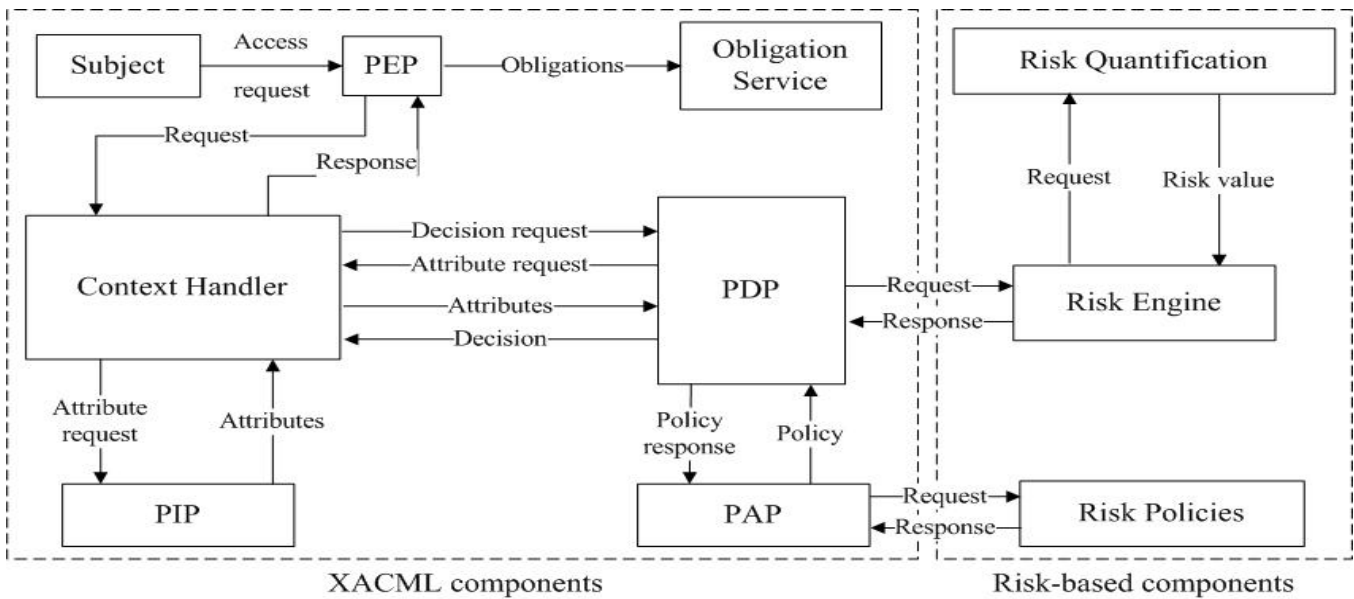 Subject
Access
request
PEP
Obligations
Obligation
Service
Risk Quantification
Request
Response
Request
Risk value
Context Handler
Decision request
Attribute request
Attributes
Decision
PDP
Request
Response
Risk Engine
Attribute
request
Attributes
Policy
response
Policy
PIP
PAP
Request
Response
Risk Policies
XACML components
Risk-based components